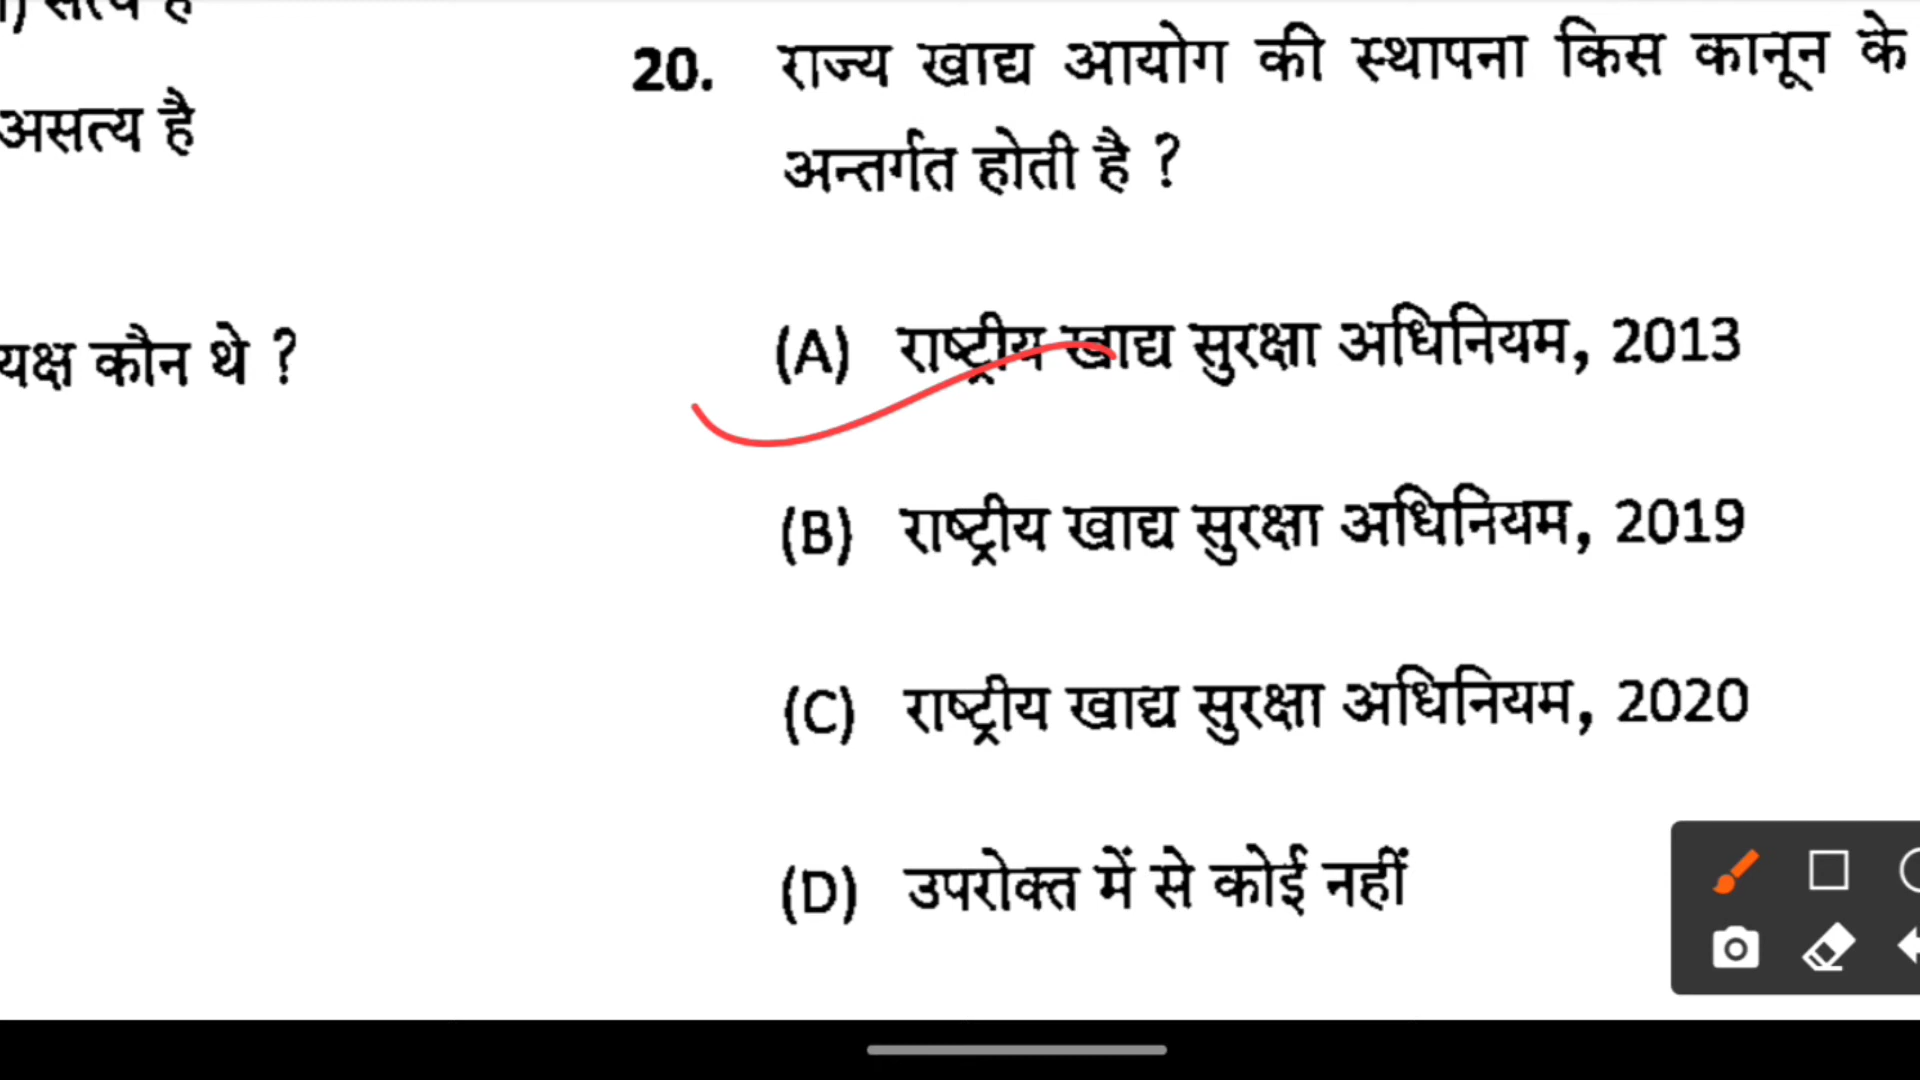 सत्य है
असत्य है
यक्ष कौन थे ?
20. राज्य खाद्य आयोग की स्थापना किस कानून के
अन्तर्गत होती है ?
(A) राष्ट्रीय खाद्य सुरक्षा अधिनियम, 2013
(B) राष्ट्रीय खाद्य सुरक्षा अधिनियम, 2019
(C) राष्ट्रीय खाद्य सुरक्षा अधिनियम, 2020
(D) उपरोक्त में से कोई नहीं